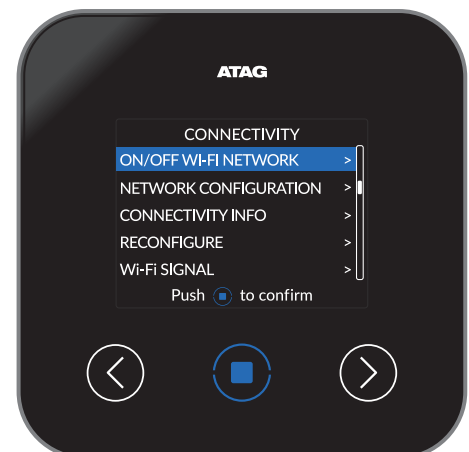 ATAG
CONNECTIVITY
ON/OFF WI-FI NETWORK >
NETWORK CONFIGURATION >
CONNECTIVITY INFO >
RECONFIGURE >
Wi-Fi SIGNAL >
Push to confirm